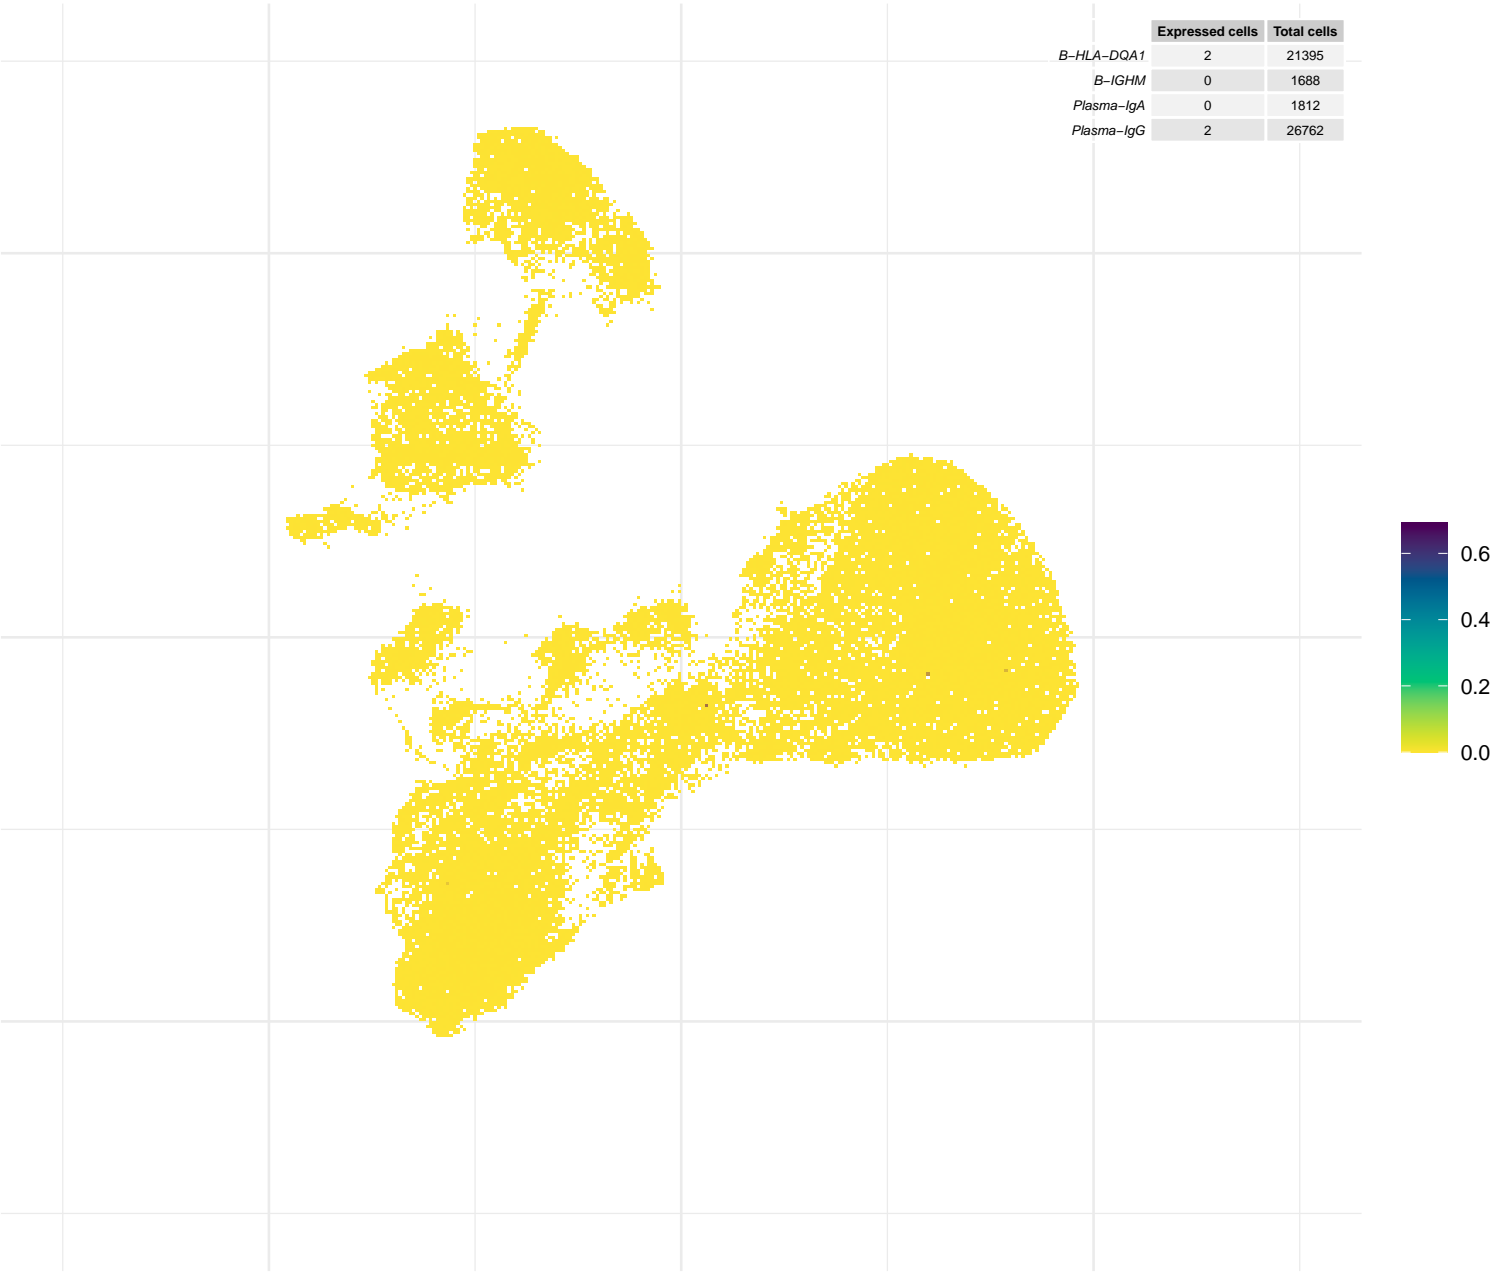 Expressed cells Total cells
B−HLA−DQA1 2 21395
B−IGHM 0 1688
Plasma−IgA 0 1812
Plasma−IgG 2 26762
0.6
0.4
0.2
0.0